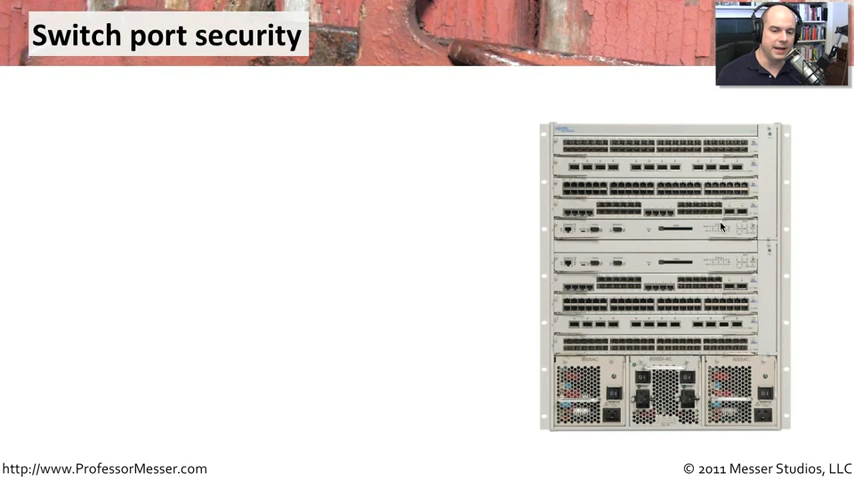 Switch port security
http://www.ProfessorMesser.com
© 2011 Messer Studios, LLC